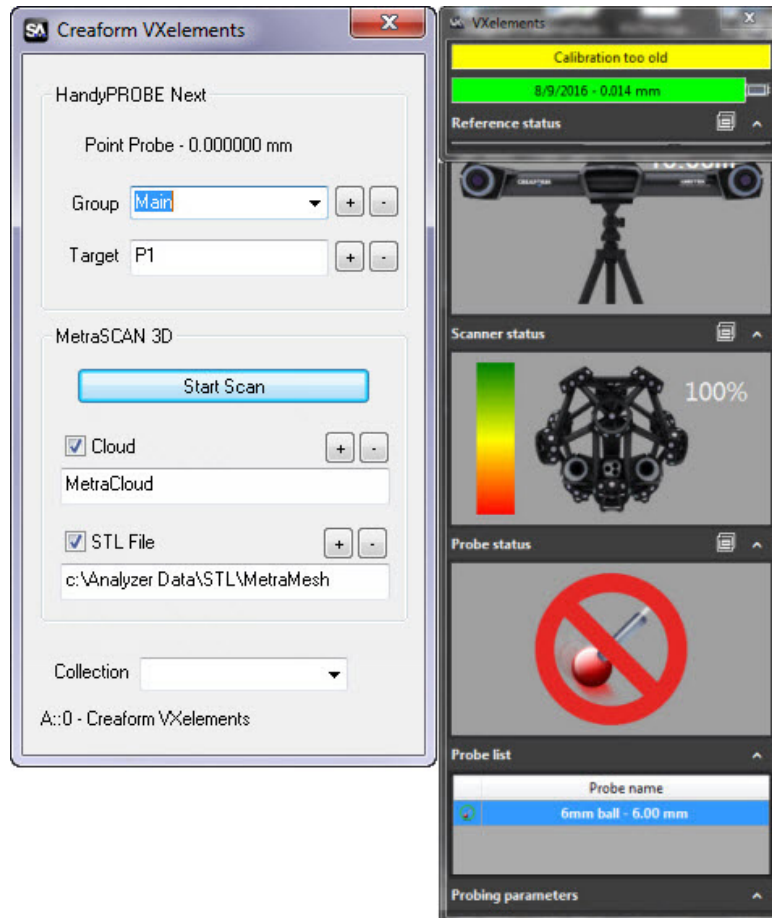 SA Creaform VXelements
HandyPROBE Next
Point Probe - 0.000000 mm
Group Main + -
Target P1 + -
MetraSCAN 3D
Start Scan
Cloud + -
MetraCloud
STL File + -
c:\Analyzer Data\STL\MetraMesh
Collection
A::0 - Creaform VXelements
VXelements
Calibration too old
8/9/2016 - 0.014 mm
Reference status
CREAFORM
Scanner status
100%
Probe status
Probe list
Probe name
6mm ball - 6.00 mm
Probing parameters